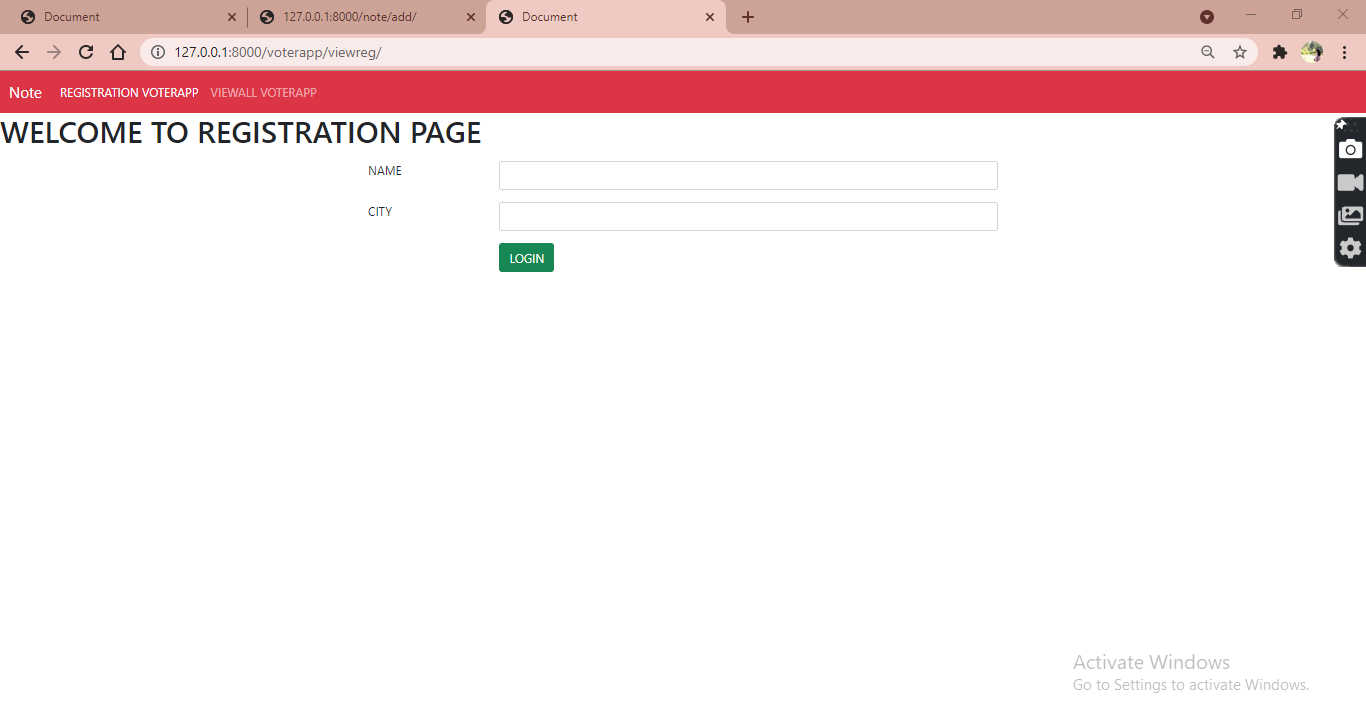 Document
127.0.0.1:8000/note/add/
Document
127.0.0.1:8000/voterapp/viewreg/
Note REGISTRATION VOTERAPP VIEWALL VOTERAPP
WELCOME TO REGISTRATION PAGE
NAME
CITY
LOGIN
Activate Windows
Go to Settings to activate Windows.